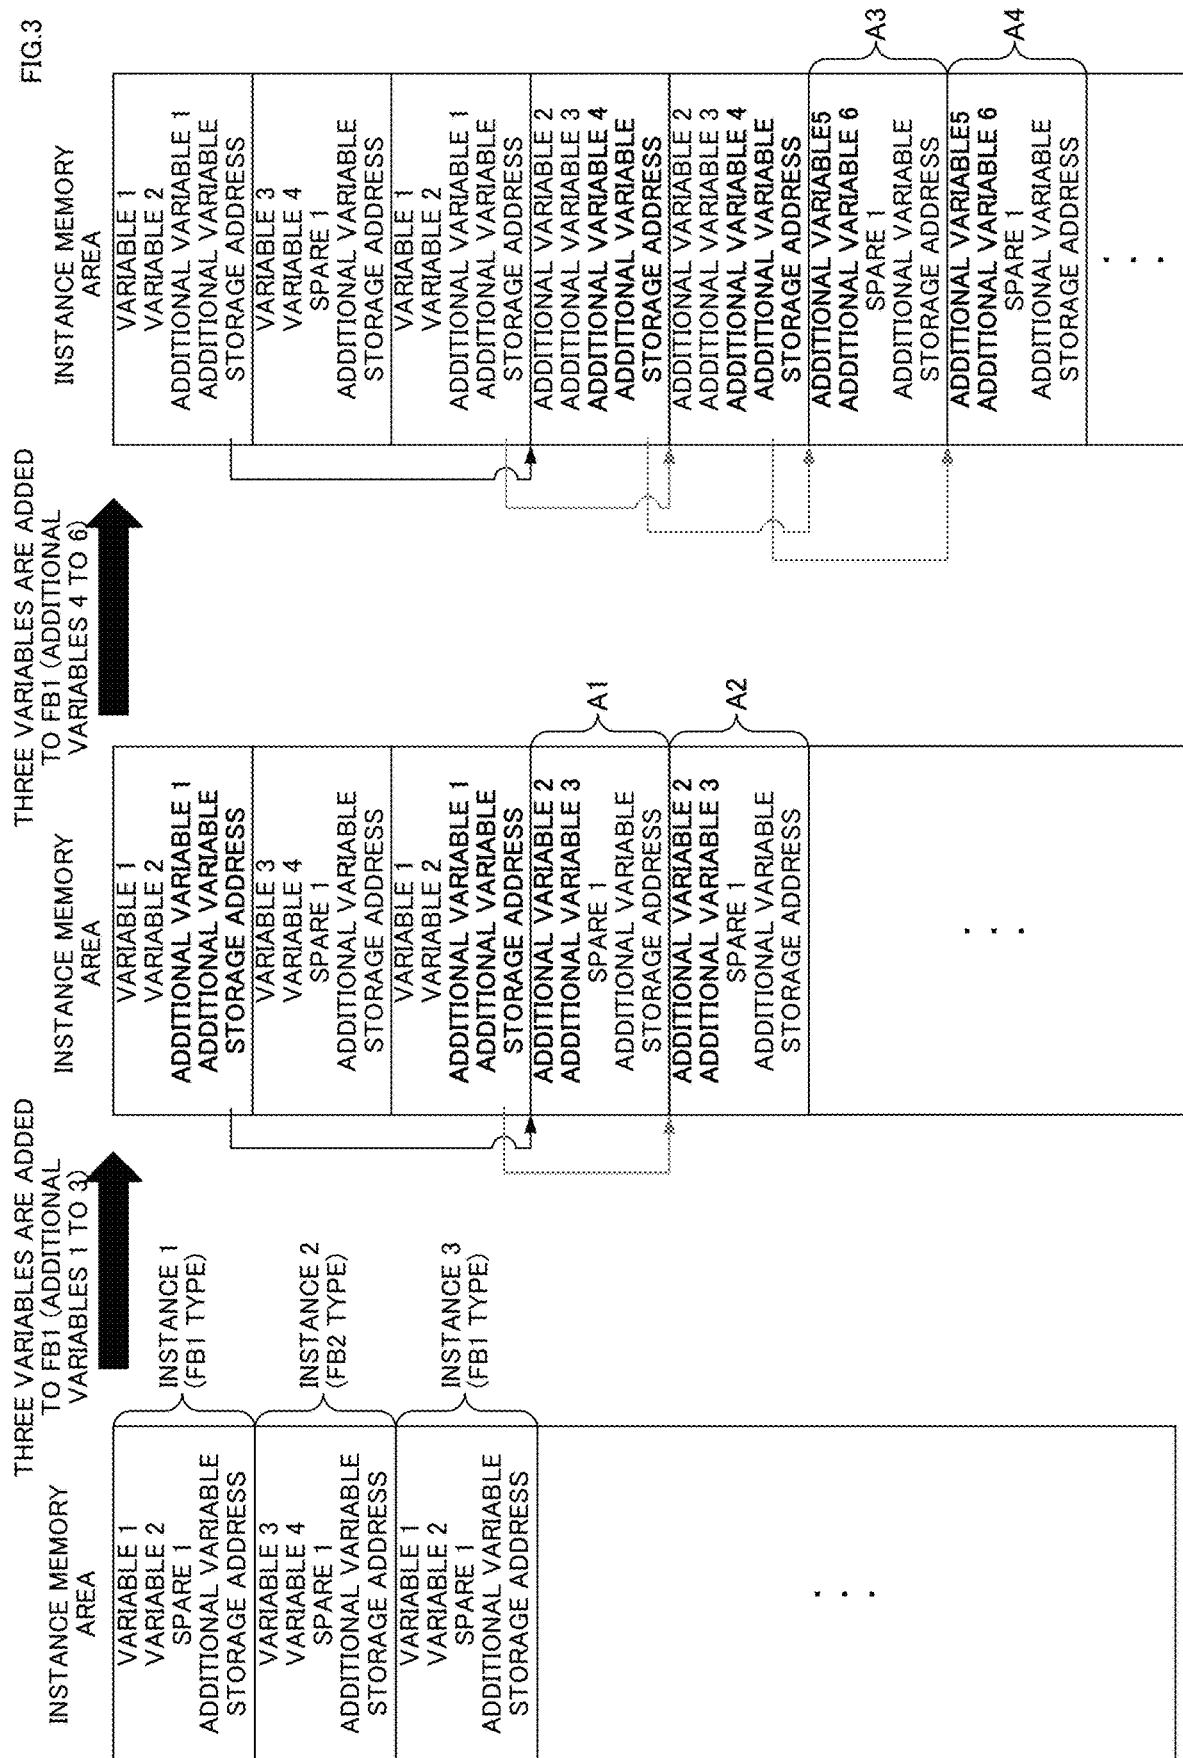 FIG.3
INSTANCE MEMORY
AREA
VARIABLE 1
VARIABLE 2
SPARE 1
ADDITIONAL VARIABLE
STORAGE ADDRESS
VARIABLE 3
VARIABLE 4
SPARE 1
ADDITIONAL VARIABLE
STORAGE ADDRESS
VARIABLE 1
VARIABLE 2
SPARE 1
ADDITIONAL VARIABLE
STORAGE ADDRESS
. . .
INSTANCE 1
(FB1 TYPE)
INSTANCE 2
(FB2 TYPE)
INSTANCE 3
(FB1 TYPE)
THREE VARIABLES ARE ADDED
TO FB1 (ADDITIONAL
VARIABLES 1 TO 3)
INSTANCE MEMORY
AREA
VARIABLE 1
VARIABLE 2
ADDITIONAL VARIABLE 1
ADDITIONAL VARIABLE
STORAGE ADDRESS
VARIABLE 3
VARIABLE 4
SPARE 1
ADDITIONAL VARIABLE
STORAGE ADDRESS
VARIABLE 1
VARIABLE 2
ADDITIONAL VARIABLE 1
ADDITIONAL VARIABLE
STORAGE ADDRESS
ADDITIONAL VARIABLE 2
ADDITIONAL VARIABLE 3
SPARE 1
ADDITIONAL VARIABLE
STORAGE ADDRESS
ADDITIONAL VARIABLE 2
ADDITIONAL VARIABLE 3
SPARE 1
ADDITIONAL VARIABLE
STORAGE ADDRESS
. . .
A1
A2
THREE VARIABLES ARE ADDED
TO FB1 (ADDITIONAL
VARIABLES 4 TO 6)
INSTANCE MEMORY
AREA
VARIABLE 1
VARIABLE 2
ADDITIONAL VARIABLE 1
ADDITIONAL VARIABLE
STORAGE ADDRESS
VARIABLE 3
VARIABLE 4
SPARE 1
ADDITIONAL VARIABLE
STORAGE ADDRESS
VARIABLE 1
VARIABLE 2
ADDITIONAL VARIABLE 1
ADDITIONAL VARIABLE
STORAGE ADDRESS
ADDITIONAL VARIABLE 2
ADDITIONAL VARIABLE 3
ADDITIONAL VARIABLE 4
ADDITIONAL VARIABLE
STORAGE ADDRESS
ADDITIONAL VARIABLE 2
ADDITIONAL VARIABLE 3
ADDITIONAL VARIABLE 4
ADDITIONAL VARIABLE
STORAGE ADDRESS
ADDITIONAL VARIABLE5
ADDITIONAL VARIABLE 6
SPARE 1
ADDITIONAL VARIABLE
STORAGE ADDRESS
ADDITIONAL VARIABLE5
ADDITIONAL VARIABLE 6
SPARE 1
ADDITIONAL VARIABLE
STORAGE ADDRESS
. . .
A3
A4